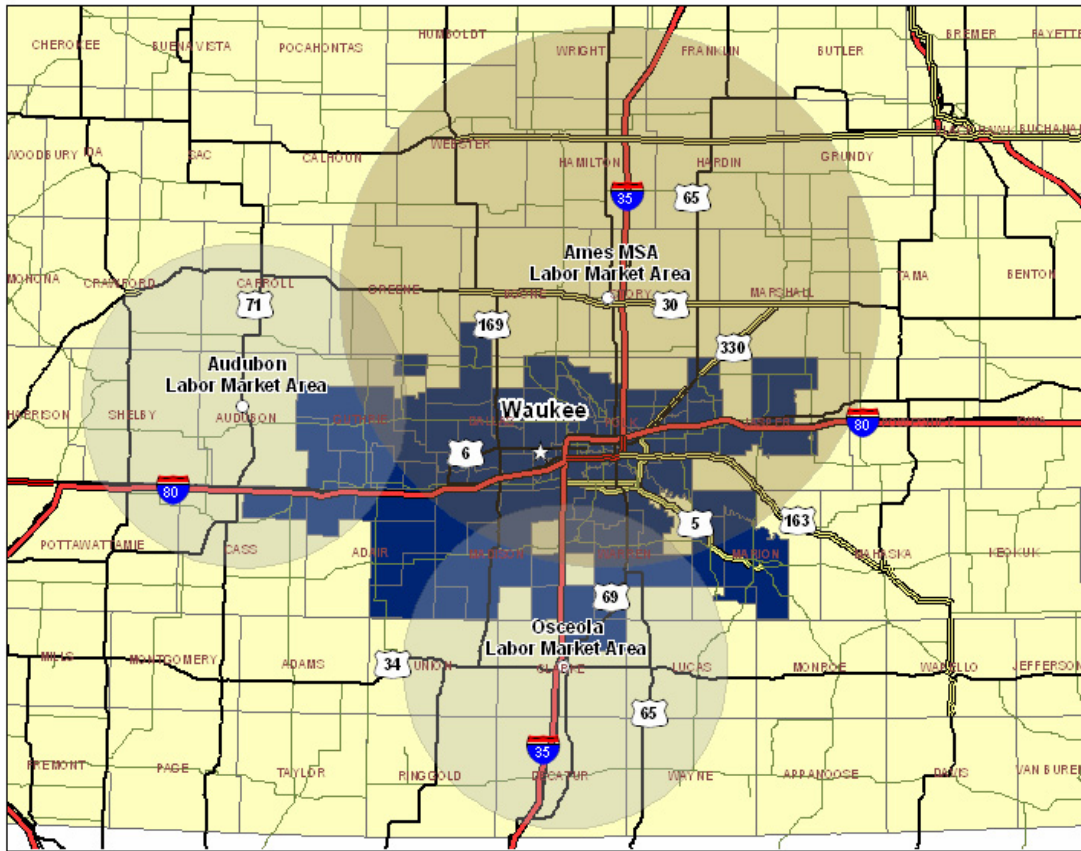 HUMBOLDT
BREMER
FAYETTE
CHEROKEE
BUENA VISTA
POCAHONTAS
WRIGHT
FRANKLIN
BUTLER
BUCHANA
WEBSTER
WOODBURY
IDA
SAC
CALHOUN
HAMILTON
HARDIN
GRUNDY
35
65
Ames MSA
Labor Market Area
MONONA
CRAWFORD
CARROLL
GREENE
BOONE
STORY
MARSHALL
TAMA
BENTON
71
30
169
330
Audubon
Labor Market Area
HARRISON
SHELBY
AUDUBON
GUTHRIE
DALLAS
Waukee
POLK
JASPER
80
6
80
5
163
POTTAWATTAMIE
CASS
ADAIR
MADISON
WARREN
MARION
MAHASKA
KEOKUK
69
Osceola
Labor Market Area
MILLS
MONTGOMERY
ADAMS
34
UNION
CLARKE
LUCAS
MONROE
WAPELLO
JEFFERSON
65
35
FREMONT
PAGE
TAYLOR
RINGGOLD
DECATUR
WAYNE
APPANOOSE
DAVIS
VAN BUREN